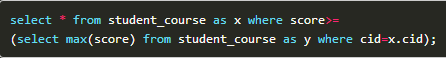 select * from student_course as x where score>=
(select max(score) from student_course as y where cid=x.cid);